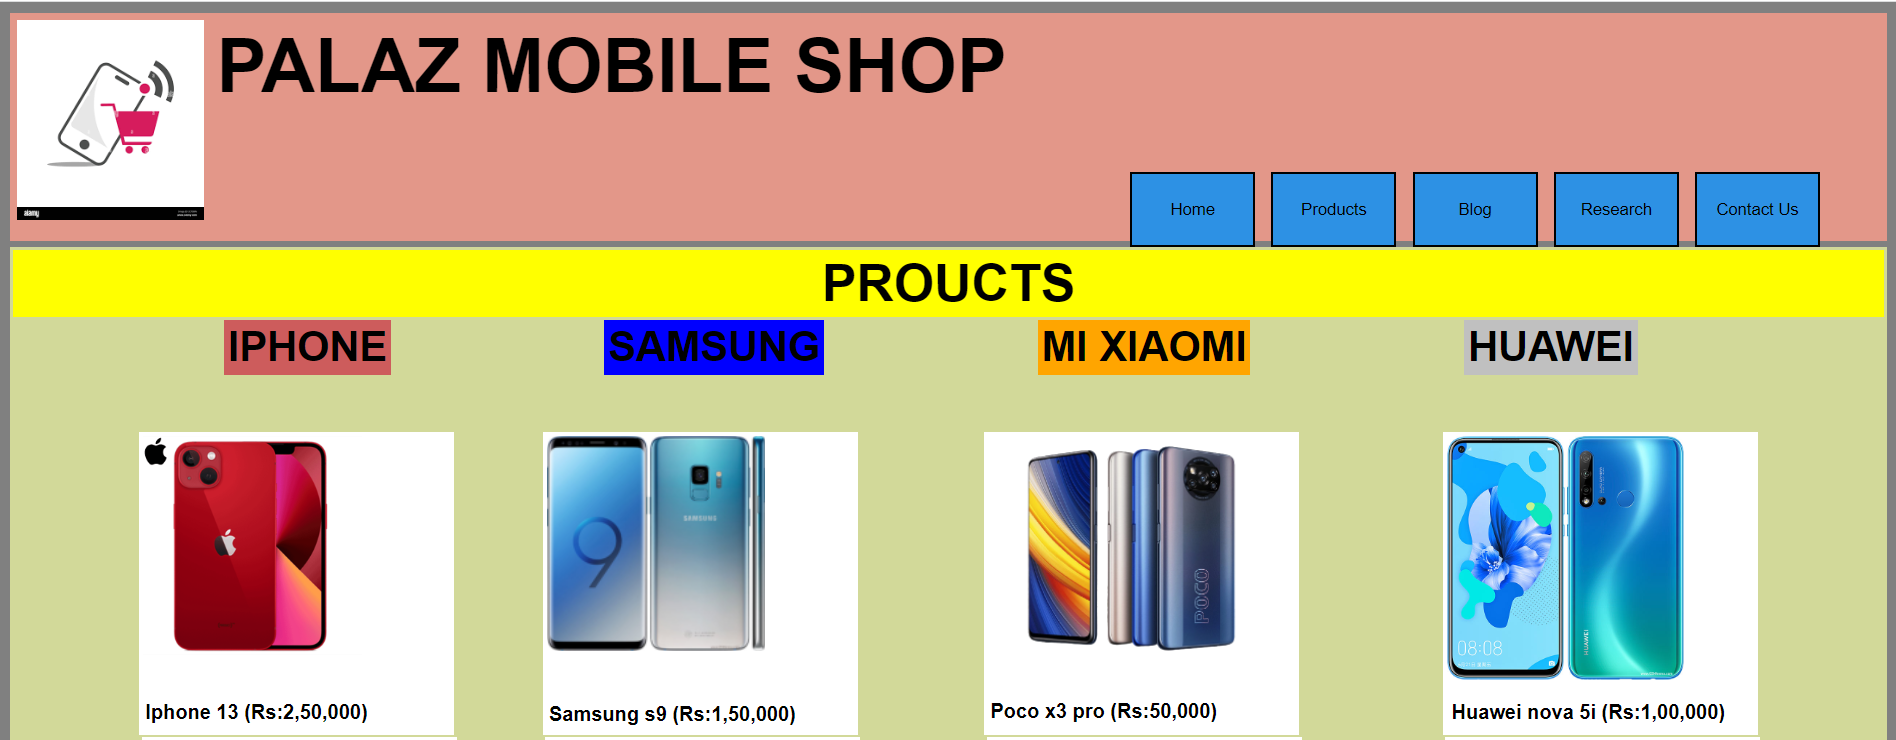 PALAZ MOBILE SHOP
alamy
Home
Products
Blog
Research
Contact Us
PROUCTS
IPHONE
SAMSUNG
MI XIAOMI
HUAWEI
9
SAMSUNG
POCO
HUAWEI
08:08
Iphone 13 (Rs:2,50,000)
Samsung s9 (Rs:1,50,000)
Poco x3 pro (Rs:50,000)
Huawei nova 5i (Rs:1,00,000)